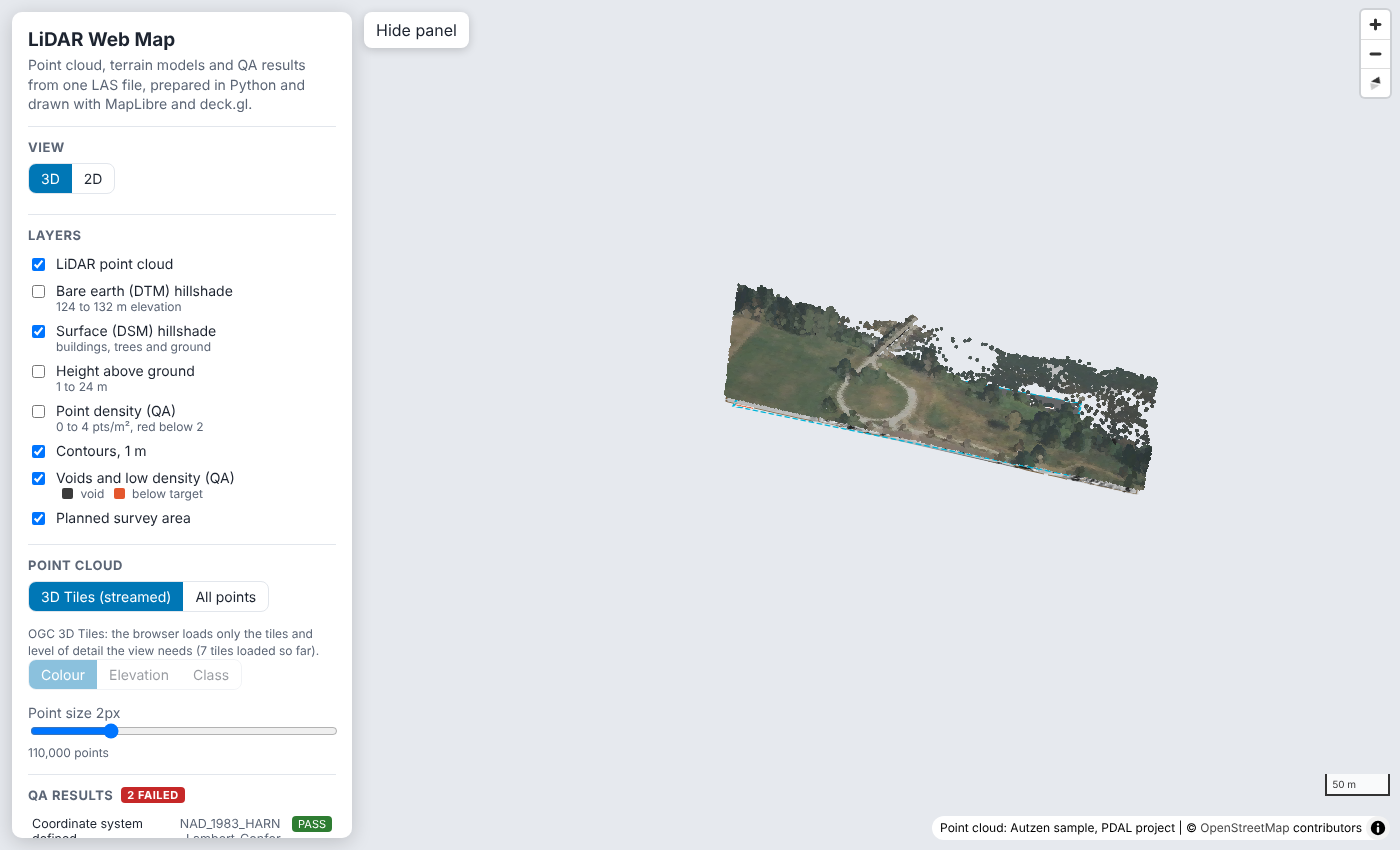 LiDAR Web Map
Point cloud, terrain models and QA results
from one LAS file, prepared in Python and
drawn with MapLibre and deck.gl.
VIEW
3D 2D
LAYERS
LiDAR point cloud
Bare earth (DTM) hillshade
124 to 132 m elevation
Surface (DSM) hillshade
buildings, trees and ground
Height above ground
1 to 24 m
Point density (QA)
0 to 4 pts/m², red below 2
Contours, 1 m
Voids and low density (QA)
void below target
Planned survey area
POINT CLOUD
3D Tiles (streamed) All points
OGC 3D Tiles: the browser loads only the tiles and
level of detail the view needs (7 tiles loaded so far).
Colour Elevation Class
Point size 2px
110,000 points
QA RESULTS 2 FAILED
Coordinate system NAD_1983_HARN PASS
defined Lambert_Confor
Hide panel
50 m
Point cloud: Autzen sample, PDAL project | © OpenStreetMap contributors